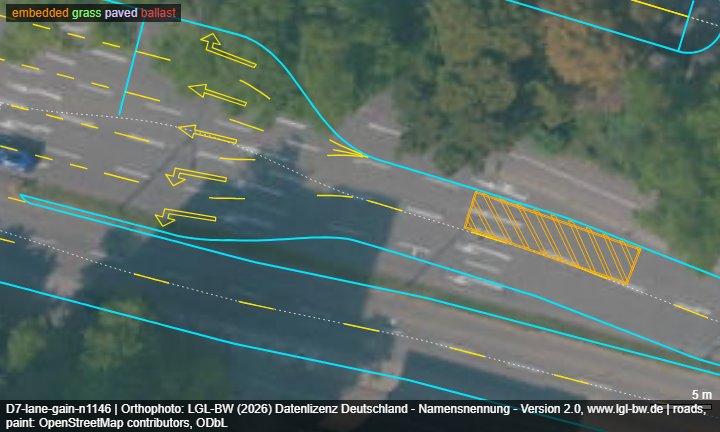 embedded grass paved ballast
5 m
D7-lane-gain-n1146 | Orthophoto: LGL-BW (2026) Datenlizenz Deutschland - Namensnennung - Version 2.0, www.lgl-bw.de | roads,
paint: OpenStreetMap contributors, ODbL